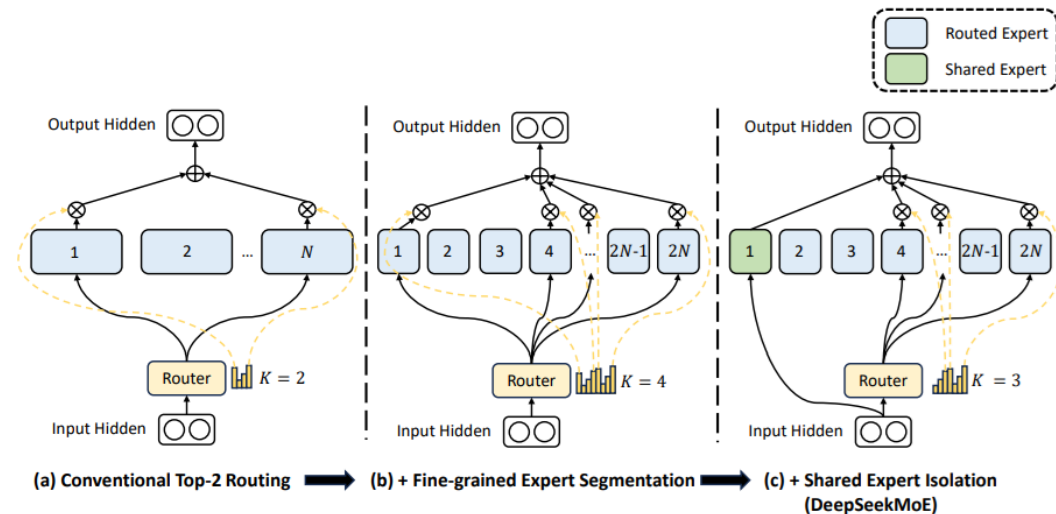 Routed Expert
Shared Expert
Output Hidden
1
2
...
N
Router
K = 2
Input Hidden
(a) Conventional Top-2 Routing
Output Hidden
1
2
3
4
...
2N-1
2N
Router
K = 4
Input Hidden
(b) + Fine-grained Expert Segmentation
Output Hidden
1
2
3
4
...
2N-1
2N
Router
K = 3
Input Hidden
(c) + Shared Expert Isolation
(DeepSeekMoE)